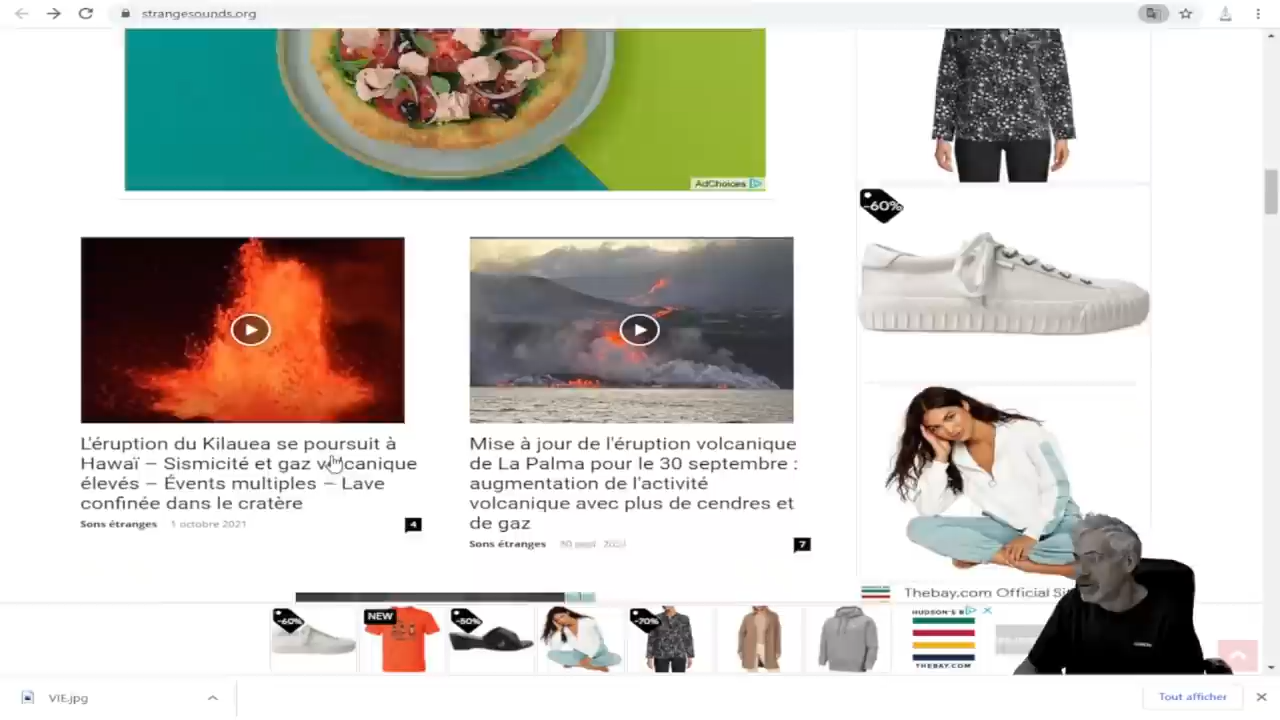 strangesounds.org
AdChoices
-60%
L'éruption du Kilauea se poursuit à
Hawaï – Sismicité et gaz volcanique
élevés – Évents multiples – Lave
confinée dans le cratère
Sons étranges 1 octobre 2021
4
Mise à jour de l'éruption volcanique
de La Palma pour le 30 septembre :
augmentation de l'activité
volcanique avec plus de cendres et
de gaz
Sons étranges 30 sept. 2021
7
Thebay.com Official
-60%
NEW
-50%
-70%
HUDSON'S
THEBAY.COM
VIE.jpg
Tout afficher